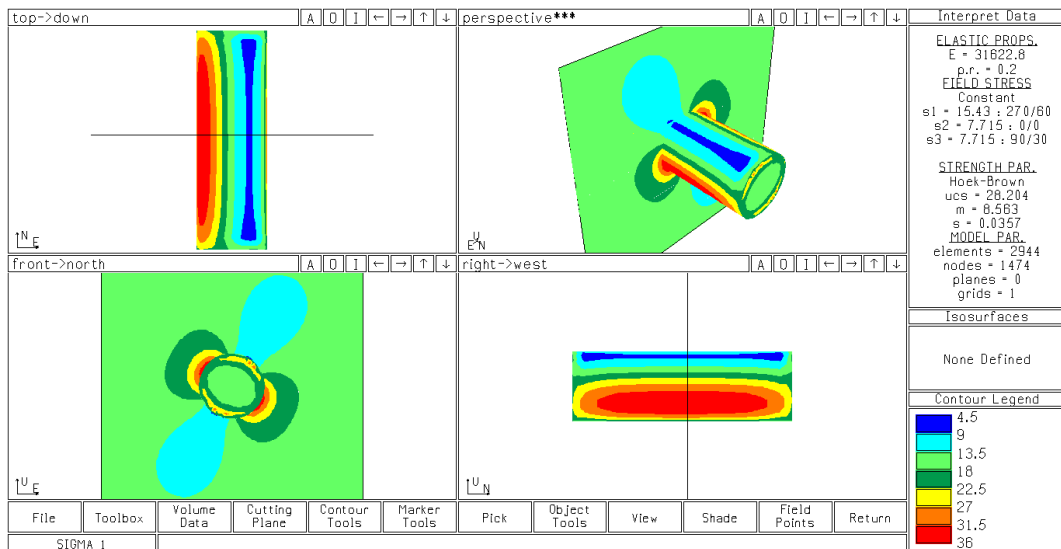 top->down A O I ← → ↑ ↓
perspective*** A O I ← → ↑ ↓
Interpret Data
ELASTIC PROPS.
E = 31622.8
p.r. = 0.2
FIELD STRESS
Constant
s1 = 15.43 : 270/60
s2 = 7.715 : 0/0
s3 = 7.715 : 90/30
STRENGTH PAR.
Hoek-Brown
ucs = 28.204
m = 8.563
s = 0.0357
MODEL PAR.
elements = 2944
nodes = 1474
planes = 0
grids = 1
N E
U
E N
front->north A O I ← → ↑ ↓
right->west A O I ← → ↑ ↓
Isosurfaces
None Defined
Contour Legend
4.5
9
13.5
18
22.5
27
31.5
36
U E
U N
File
Toolbox
Volume
Data
Cutting
Plane
Contour
Tools
Marker
Tools
Pick
Object
Tools
View
Shade
Field
Points
Return
SIGMA 1